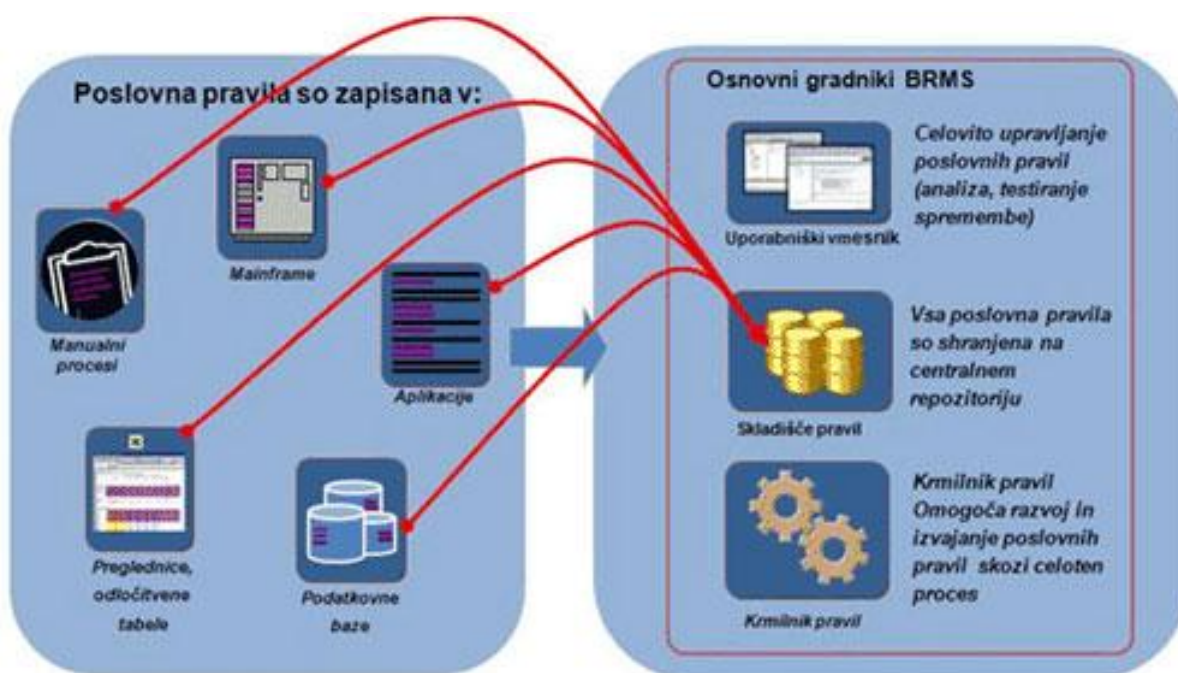 Poslovna pravila so zapisana v:
Mainframe
Manualni
procesi
Aplikacije
Preglednice,
odločitvene
tabele
Podatkovne
baze
Osnovni gradniki BRMS
Celovito upravljanje
poslovnih pravil
(analiza, testiranje
spremembe)
Uporabniški vmesnik
Vsa poslovna pravila
so shranjena na
centralnem
repozitoriju
Skladišče pravil
Krmilnik pravil
Omogoča razvoj in
izvajanje poslovnih
pravil skozi celoten
proces
Krmilnik pravil